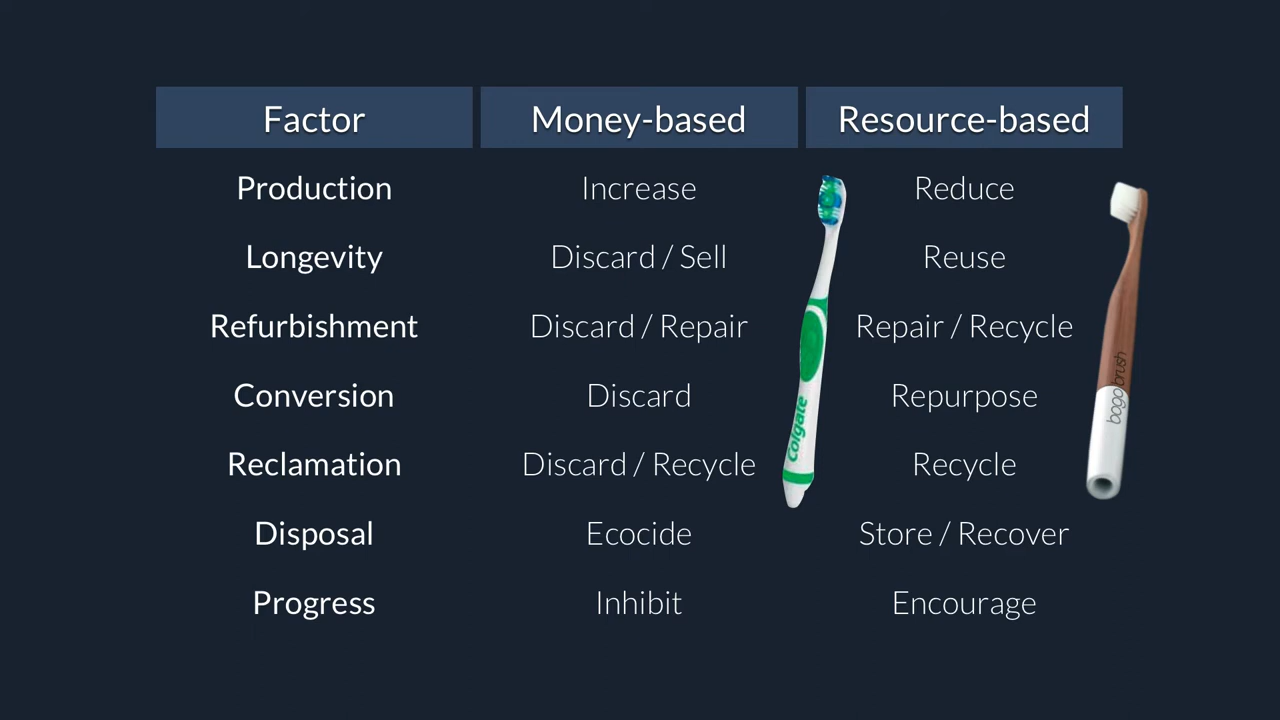 Factor Money-based Resource-based
Production Increase Reduce
Longevity Discard / Sell Reuse
Refurbishment Discard / Repair Repair / Recycle
Conversion Discard Repurpose
Reclamation Discard / Recycle Recycle
Disposal Ecocide Store / Recover
Progress Inhibit Encourage
Colgate
bogobrush